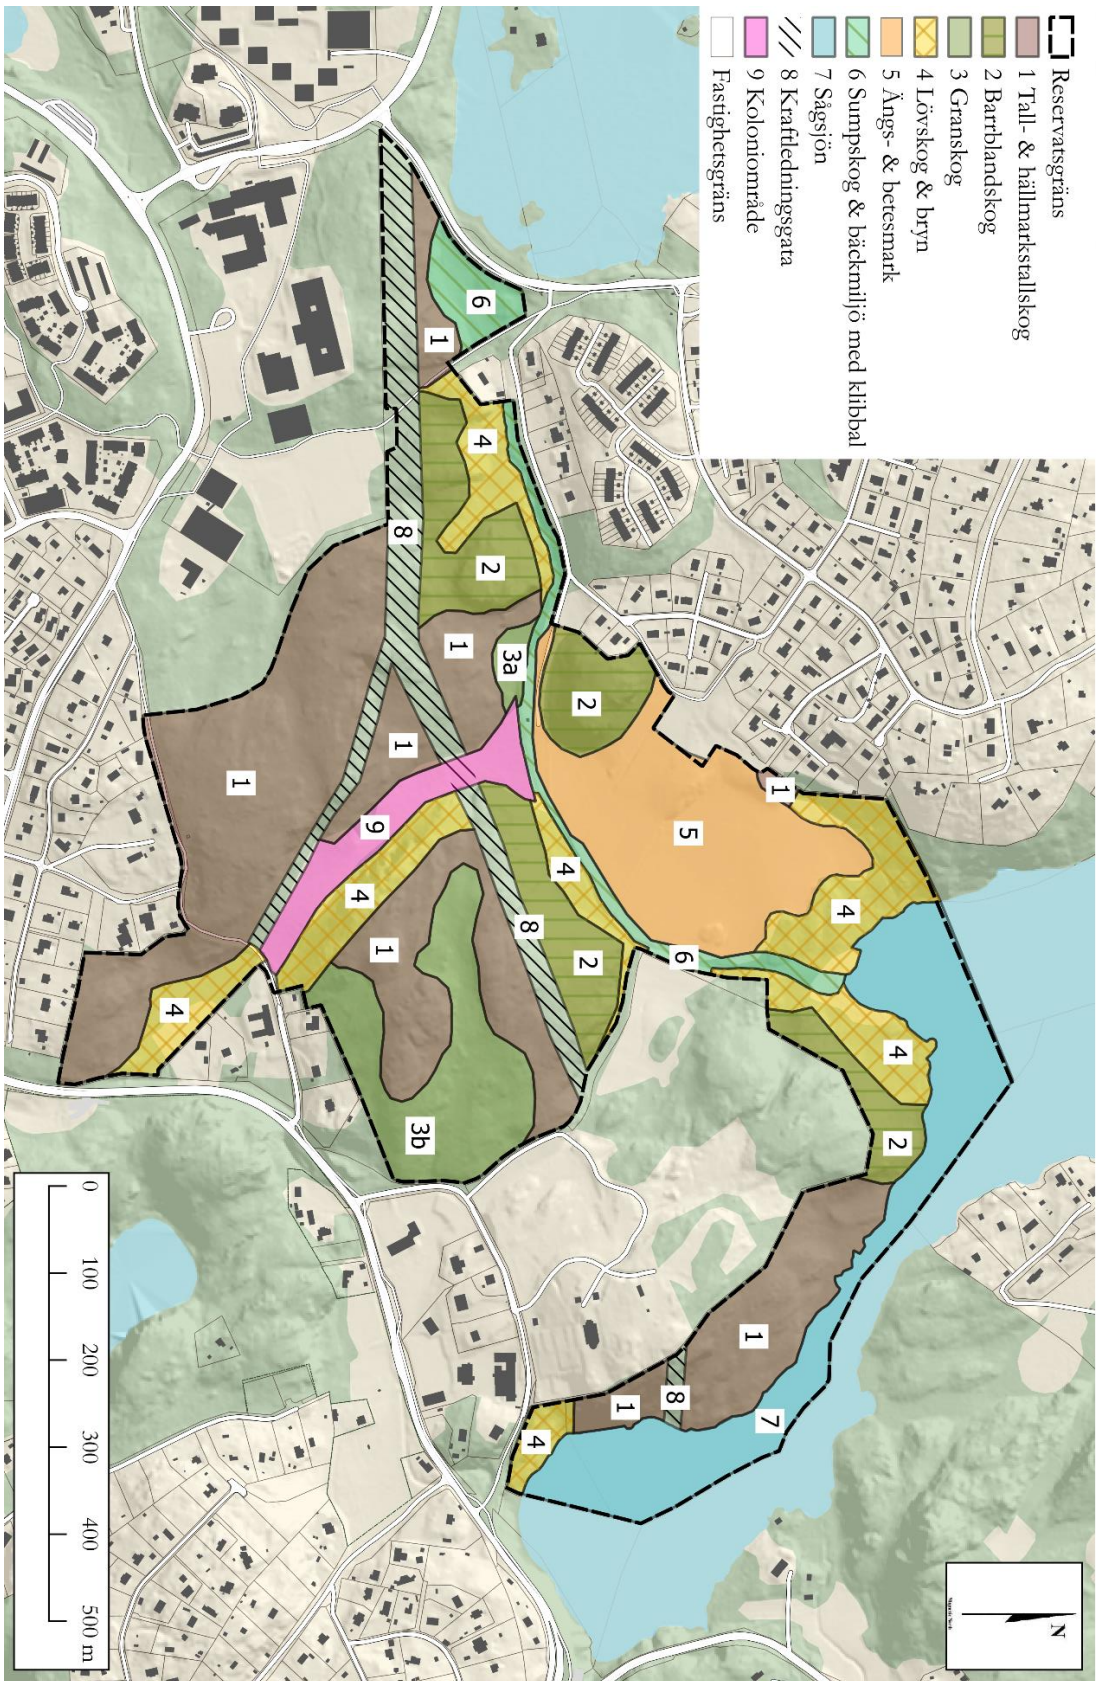 Reservatsgräns
1 Tall- & hällmarkstallskog
2 Barrblandskog
3 Granskog
4 Lövskog & bryn
5 Ängs- & betesmark
6 Sumpskog & bäckmiljö med klibbal
7 Sågsjön
8 Kraftledningsgata
9 Koloniområde
Fastighetsgräns
N
1
4
4
7
2
1
5
6
4
8
1
2
4
2
8
2
3a
6
4
1
1
1
3b
1
9
4
8
1
4
0 100 200 300 400 500 m